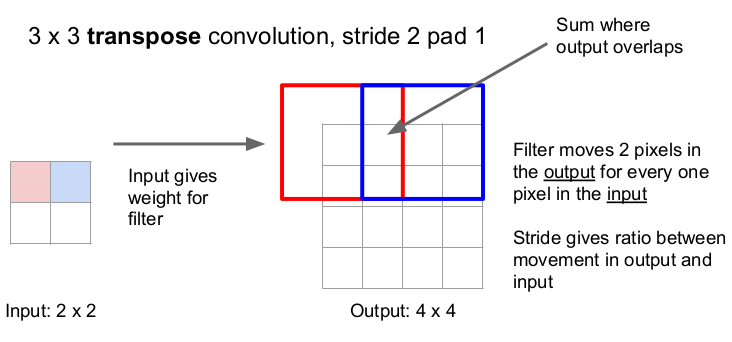 3 x 3 transpose convolution, stride 2 pad 1
Sum where
output overlaps
Input gives
weight for
filter
Filter moves 2 pixels in
the output for every one
pixel in the input
Stride gives ratio between
movement in output and
input
Input: 2 x 2
Output: 4 x 4